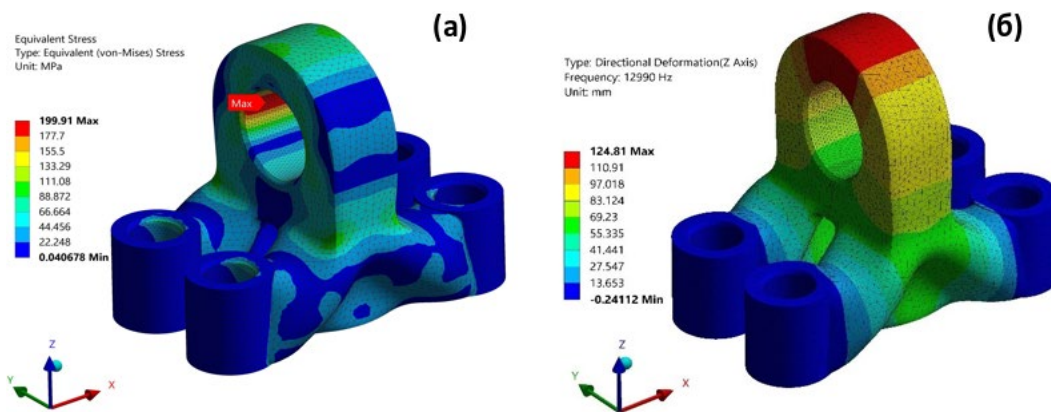 (а)
Equivalent Stress
Type: Equivalent (von-Mises) Stress
Unit: MPa
Max
199.91 Max
177.7
155.5
133.29
111.08
88.872
66.664
44.456
22.248
0.040678 Min
Z
Y
X
(б)
Type: Directional Deformation(Z Axis)
Frequency: 12990 Hz
Unit: mm
124.81 Max
110.91
97.018
83.124
69.23
55.335
41,441
27.547
13.653
-0.24112 Min
Z
Y
X